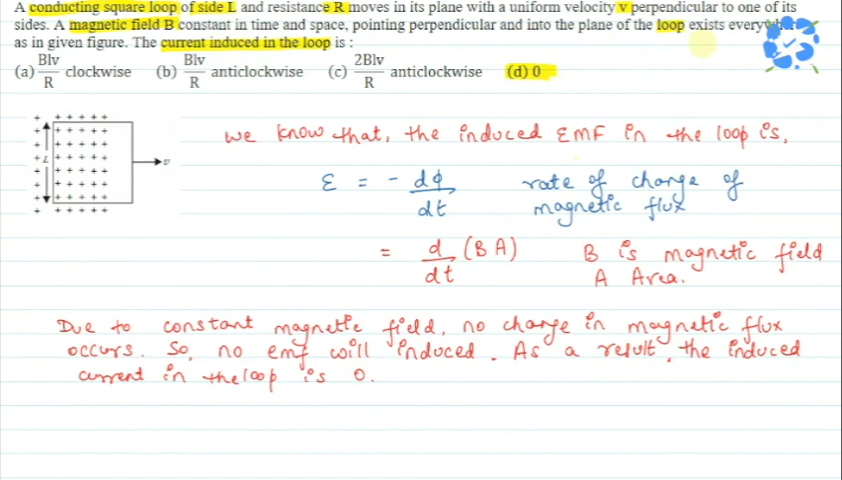 A conducting square loop of side L and resistance R moves in its plane with a uniform velocity v perpendicular to one of its
sides. A magnetic field B constant in time and space, pointing perpendicular and into the plane of the loop exists everywhere
as in given figure. The current induced in the loop is :
(a) Blv/R clockwise (b) Blv/R anticlockwise (c) 2Blv/R anticlockwise (d) 0
+ + + + + +
+ + + + + +
+ + + + + +
+ + + + + +
L + + + + + v
+ + + + + +
+ + + + + +
+ + + + + +
We know that, the induced EMF in the loop is,
ε = - dϕ/dt rate of change of
magnetic flux
= d/dt (BA) B is magnetic field
A Area.
Due to constant magnetic field, no change in magnetic flux
occurs. So, no emf will induced. As a result, the induced
current in the loop is 0.